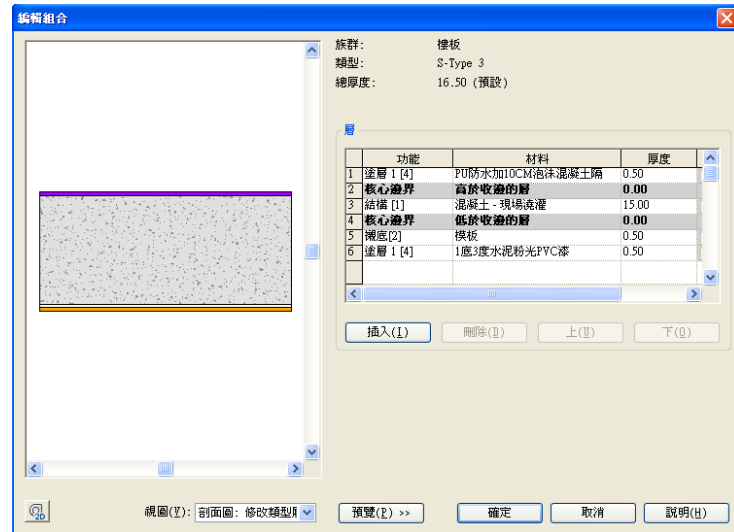 編輯組合
族群: 樓板
類型: S-Type 3
總厚度: 16.50 (預設)
層
功能 材料 厚度
1 塗層 1 [4] PU防水加10CM泡沫混凝土隔 0.50
2 核心邊界 高於收邊的層 0.00
3 結構 [1] 混凝土 - 現場澆灌 15.00
4 核心邊界 低於收邊的層 0.00
5 襯底[2] 模板 0.50
6 塗層 1 [4] 1底3度水泥粉光PVC漆 0.50
插入(I) 刪除(D) 上(U) 下(O)
視圖(V): 剖面圖: 修改類型 預覽(P) >> 確定 取消 說明(H)